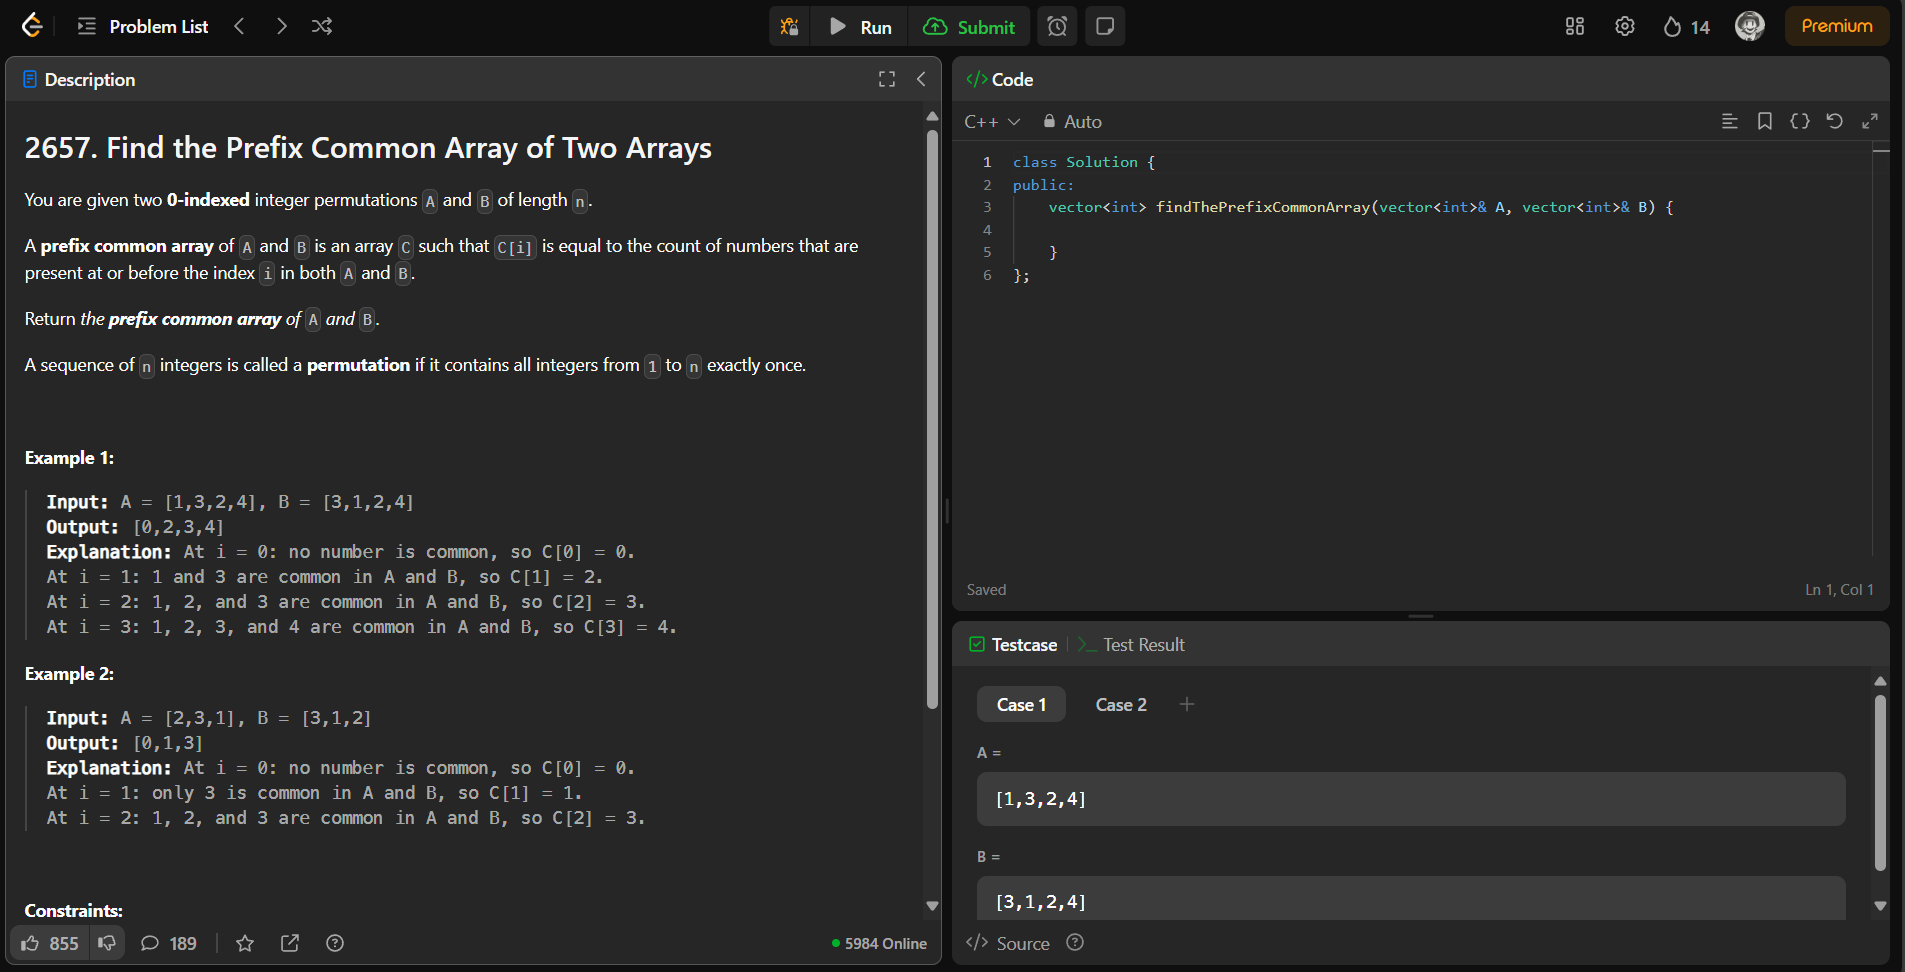 Problem List
Run
Submit
14
Premium
Description
2657. Find the Prefix Common Array of Two Arrays
You are given two 0-indexed integer permutations A and B of length n.
A prefix common array of A and B is an array C such that C[i] is equal to the count of numbers that are
present at or before the index i in both A and B.
Return the prefix common array of A and B.
A sequence of n integers is called a permutation if it contains all integers from 1 to n exactly once.
Example 1:
Input: A = [1,3,2,4], B = [3,1,2,4]
Output: [0,2,3,4]
Explanation: At i = 0: no number is common, so C[0] = 0.
At i = 1: 1 and 3 are common in A and B, so C[1] = 2.
At i = 2: 1, 2, and 3 are common in A and B, so C[2] = 3.
At i = 3: 1, 2, 3, and 4 are common in A and B, so C[3] = 4.
Example 2:
Input: A = [2,3,1], B = [3,1,2]
Output: [0,1,3]
Explanation: At i = 0: no number is common, so C[0] = 0.
At i = 1: only 3 is common in A and B, so C[1] = 1.
At i = 2: 1, 2, and 3 are common in A and B, so C[2] = 3.
Constraints:
855
189
5984 Online
</> Code
C++
Auto
1 class Solution {
2 public:
3 vector<int> findThePrefixCommonArray(vector<int>& A, vector<int>& B) {
4
5 }
6 };
Saved
Ln 1, Col 1
Testcase
>_ Test Result
Case 1
Case 2
+
A =
[1,3,2,4]
B =
[3,1,2,4]
</> Source